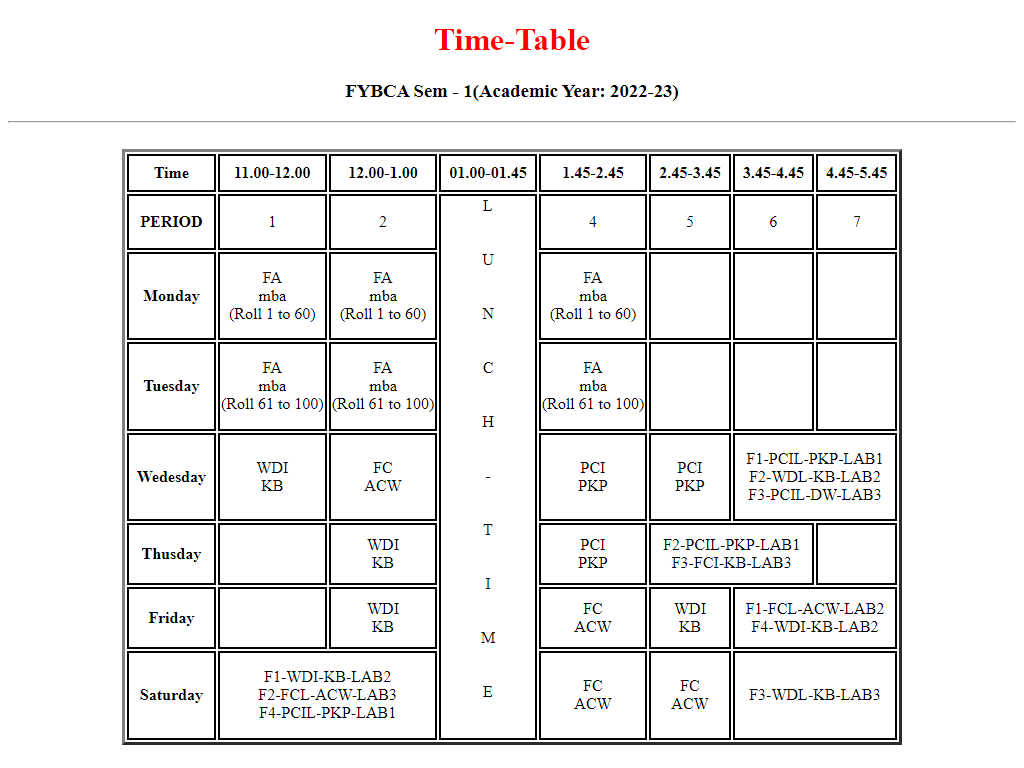 Time-Table
FYBCA Sem - 1(Academic Year: 2022-23)
Time 11.00-12.00 12.00-1.00 01.00-01.45 1.45-2.45 2.45-3.45 3.45-4.45 4.45-5.45
PERIOD 1 2 4 5 6 7
L
U
N
C
H
-
T
I
M
E
Monday
FA
mba
(Roll 1 to 60)
FA
mba
(Roll 1 to 60)
FA
mba
(Roll 1 to 60)
Tuesday
FA
mba
(Roll 61 to 100)
FA
mba
(Roll 61 to 100)
FA
mba
(Roll 61 to 100)
Wedesday
WDI
KB
FC
ACW
PCI
PKP
PCI
PKP
F1-PCIL-PKP-LAB1
F2-WDL-KB-LAB2
F3-PCIL-DW-LAB3
Thusday
WDI
KB
PCI
PKP
F2-PCIL-PKP-LAB1
F3-FCI-KB-LAB3
Friday
WDI
KB
FC
ACW
WDI
KB
F1-FCL-ACW-LAB2
F4-WDI-KB-LAB2
Saturday
F1-WDI-KB-LAB2
F2-FCL-ACW-LAB3
F4-PCIL-PKP-LAB1
FC
ACW
FC
ACW
F3-WDL-KB-LAB3